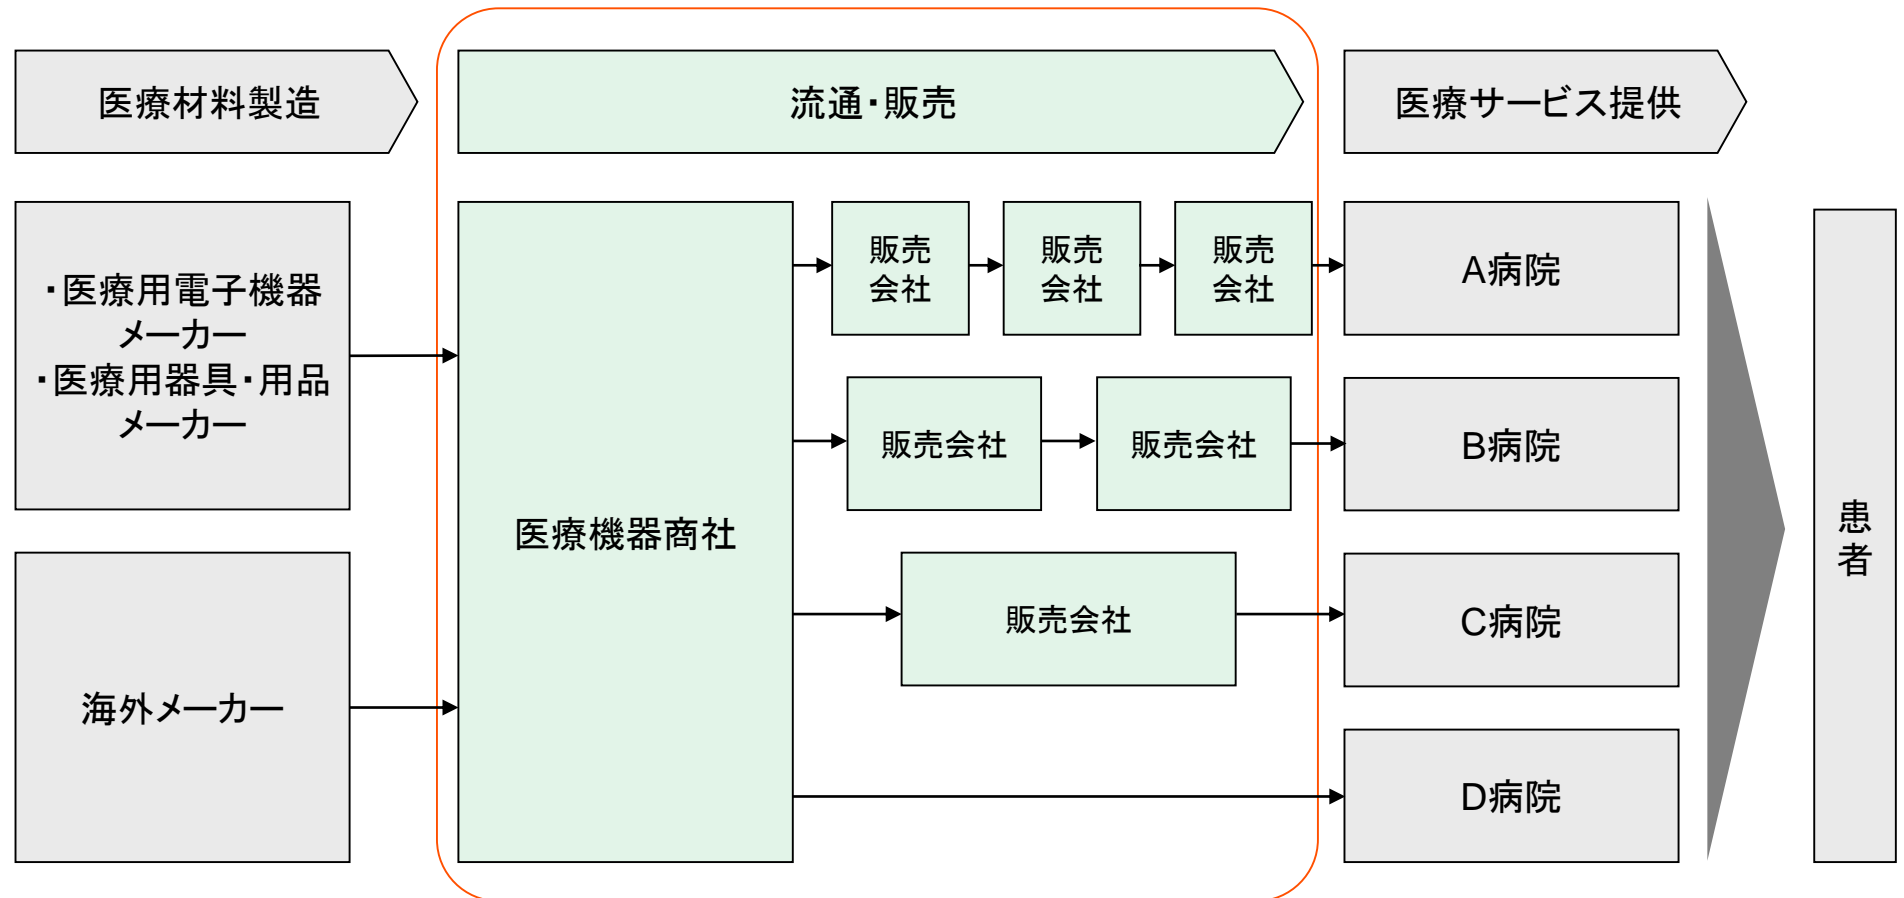 医療材料製造
流通・販売
医療サービス提供
・医療用電子機器
メーカー
・医療用器具・用品
メーカー
海外メーカー
医療機器商社
販売
会社
販売
会社
販売
会社
A病院
販売会社
販売会社
B病院
販売会社
C病院
D病院
患
者